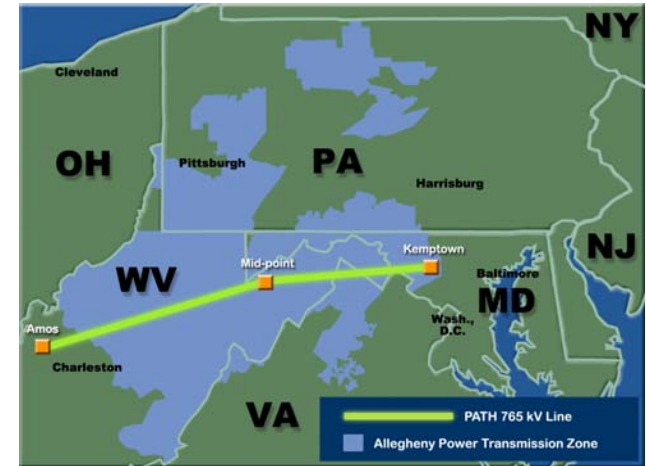 NY
Cleveland
OH
Pittsburgh
PA
Harrisburg
NJ
Kemptown
Mid-point
WV
Baltimore
MD
Wash.,
D.C.
Amos
Charleston
VA
PATH 765 kV Line
Allegheny Power Transmission Zone